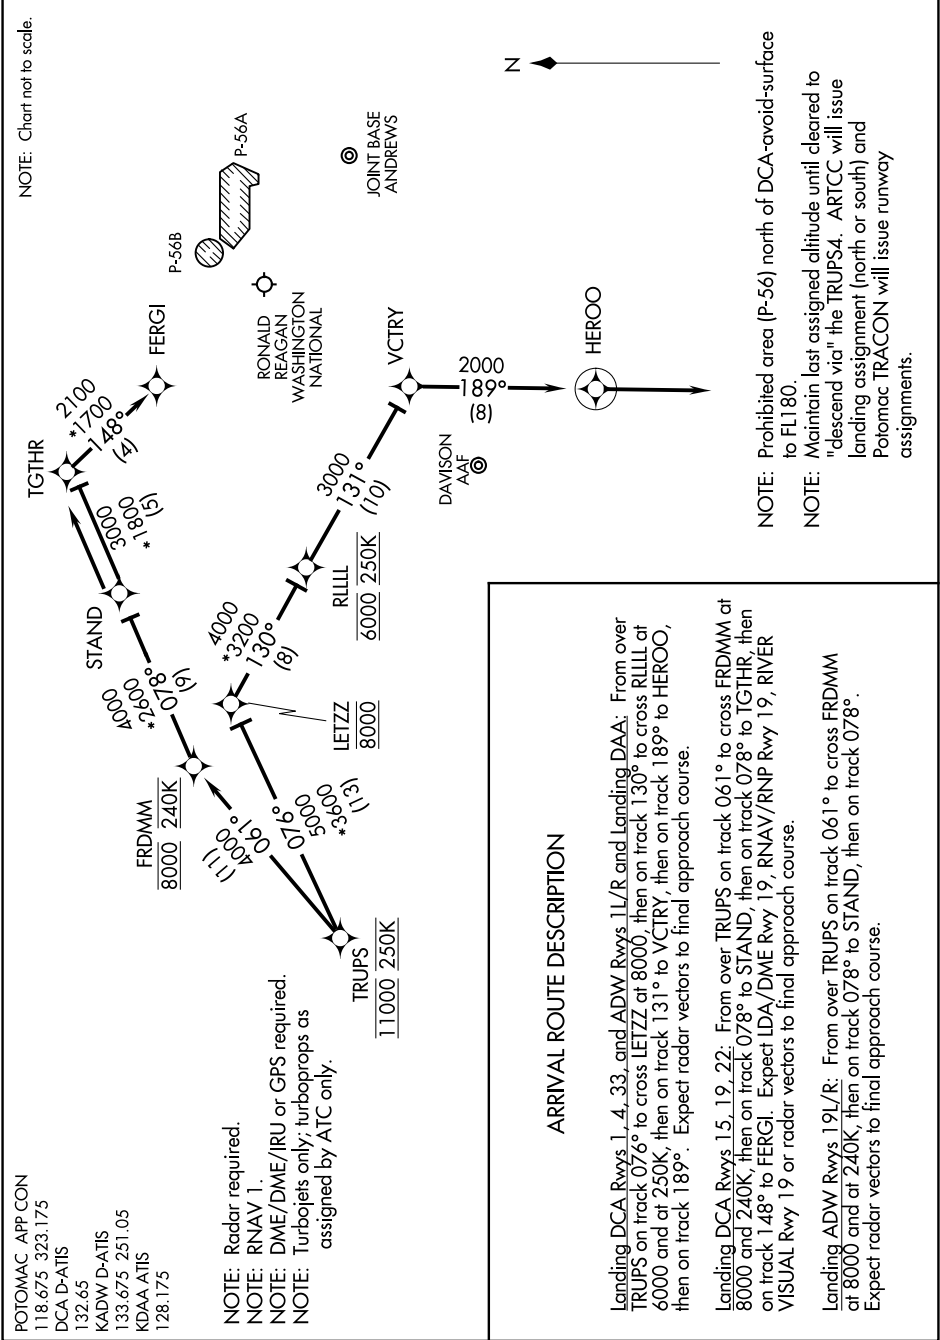 NOTE: Chart not to scale.
POTOMAC APP CON
118.675 323.175
DCA D-ATIS
132.65
KADW D-ATIS
133.675 251.05
KDAA ATIS
128.175
NOTE: Radar required.
NOTE: RNAV 1.
NOTE: DME/DME/IRU or GPS required.
NOTE: Turbojets only; turboprops as
assigned by ATC only.
TRUPS
11000 250K
(11)
4000
061°
076°
5000
*3600
(13)
FRDMM
8000 240K
4000
*2600
078°
(9)
STAND
3000
*1800
(5)
TGTHR
2100
*1700
148°
(4)
FERGI
LETZZ
8000
4000
*3200
130°
(8)
RLLLL
6000 250K
3000
131°
(10)
VCTRY
2000
189°
(8)
HEROO
P-56B
P-56A
RONALD
REAGAN
WASHINGTON
NATIONAL
JOINT BASE
ANDREWS
DAVISON
AAF
N
NOTE: Prohibited area (P-56) north of DCA-avoid-surface
to FL180.
NOTE: Maintain last assigned altitude until cleared to
"descend via" the TRUPS4. ARTCC will issue
landing assignment (north or south) and
Potomac TRACON will issue runway
assignments.
ARRIVAL ROUTE DESCRIPTION
Landing DCA Rwys 1, 4, 33, and ADW Rwys 1L/R and Landing DAA: From over
TRUPS on track 076° to cross LETZZ at 8000, then on track 130° to cross RLLLL at
6000 and at 250K, then on track 131° to VCTRY, then on track 189° to HEROO,
then on track 189°. Expect radar vectors to final approach course.
Landing DCA Rwys 15, 19, 22: From over TRUPS on track 061° to cross FRDMM at
8000 and 240K, then on track 078° to STAND, then on track 078° to TGTHR, then
on track 148° to FERGI. Expect LDA/DME Rwy 19, RNAV/RNP Rwy 19, RIVER
VISUAL Rwy 19 or radar vectors to final approach course.
Landing ADW Rwys 19L/R: From over TRUPS on track 061° to cross FRDMM
at 8000 and at 240K, then on track 078° to STAND, then on track 078°.
Expect radar vectors to final approach course.